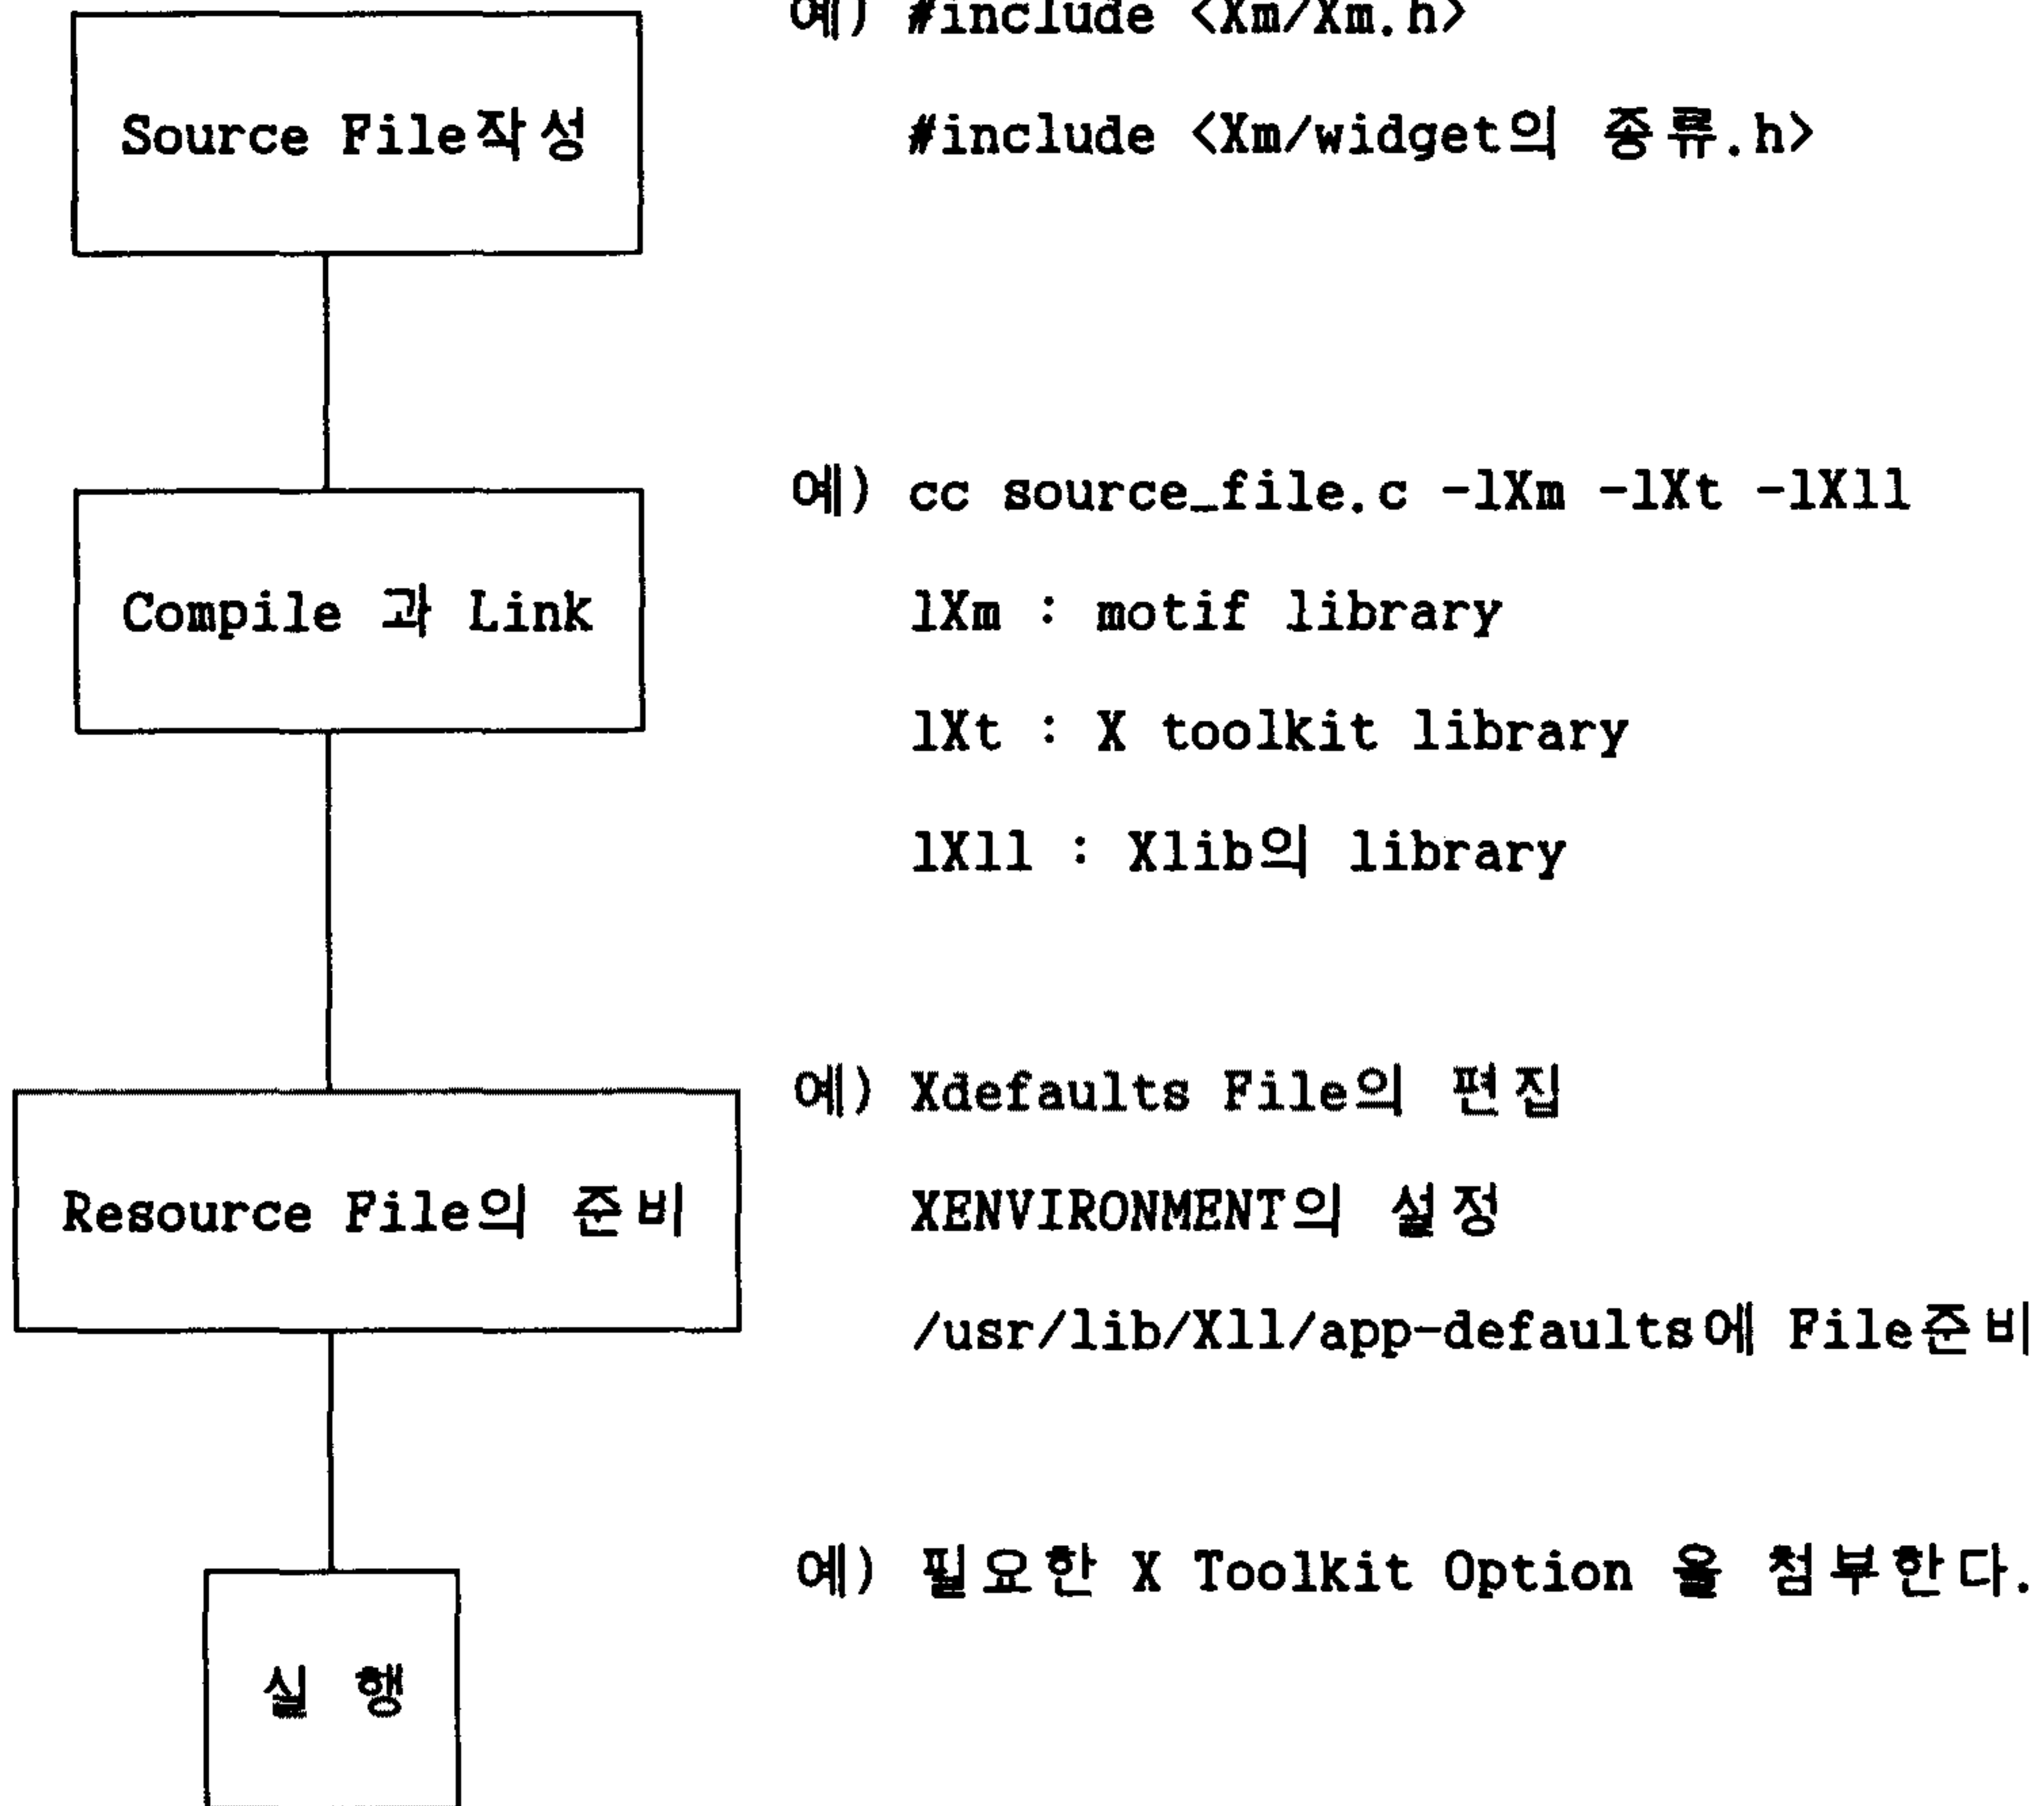 예) #include <Xm/Xm.h>
Source File작성
#include <Xm/widget의 종류.h>
예) cc source_file.c -lXm -lXt -lX11
Compile 과 Link
lXm : motif library
lXt : X toolkit library
lX11 : Xlib의 library
예) Xdefaults File의 편집
Resource File의 준비
XENVIRONMENT의 설정
/usr/lib/X11/app-defaults에 File준비
예) 필요한 X Toolkit Option 을 첨부한다.
실 행